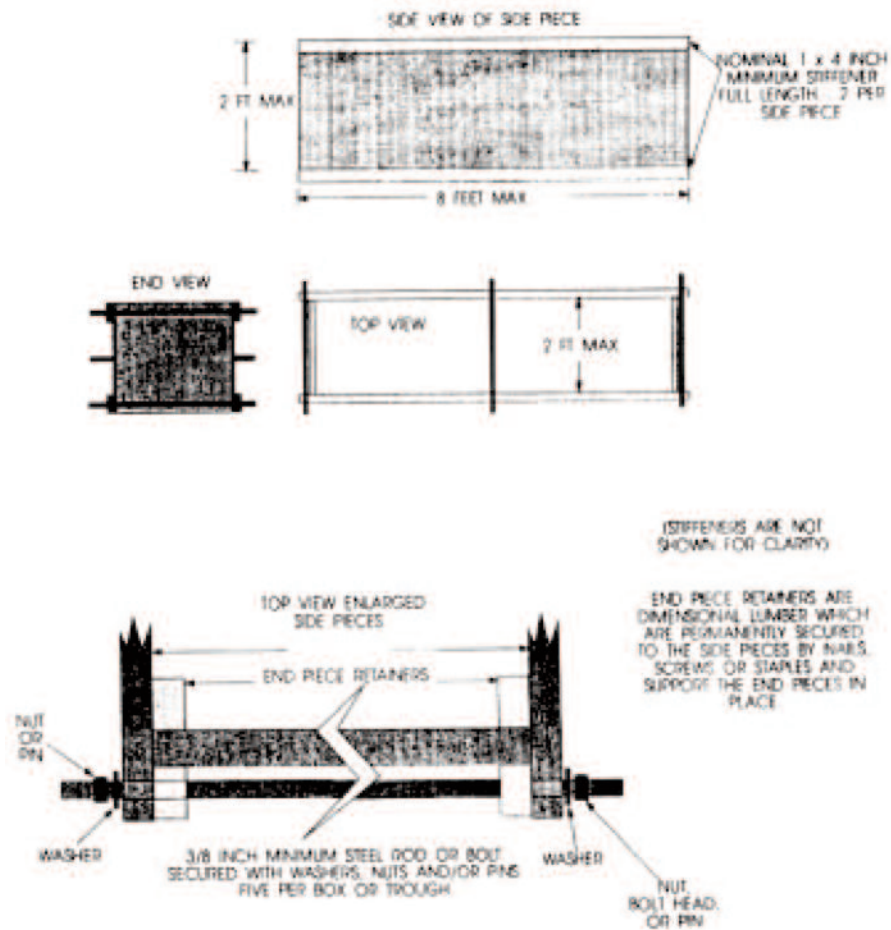 SIDE VIEW OF SIDE PIECE
NOMINAL 1 x 4 INCH
MINIMUM STIFFENER
FULL LENGTH 2 PER
SIDE PIECE
2 FT MAX
8 FEET MAX
END VIEW
TOP VIEW
2 FT MAX
(STIFFENERS ARE NOT
SHOWN FOR CLARITY)
END PIECE RETAINERS ARE
DIMENSIONAL LUMBER WHICH
ARE PERMANENTLY SECURED
TO THE SIDE PIECES BY NAILS,
SCREWS OR STAPLES AND
SUPPORT THE END PIECES IN
PLACE
TOP VIEW ENLARGED
SIDE PIECES
END PIECE RETAINERS
NUT
OR
PIN
WASHER
3/8 INCH MINIMUM STEEL ROD OR BOLT
SECURED WITH WASHERS, NUTS AND/OR PINS
FIVE PER BOX OR TROUGH
WASHER
NUT,
BOLT HEAD,
OR PIN